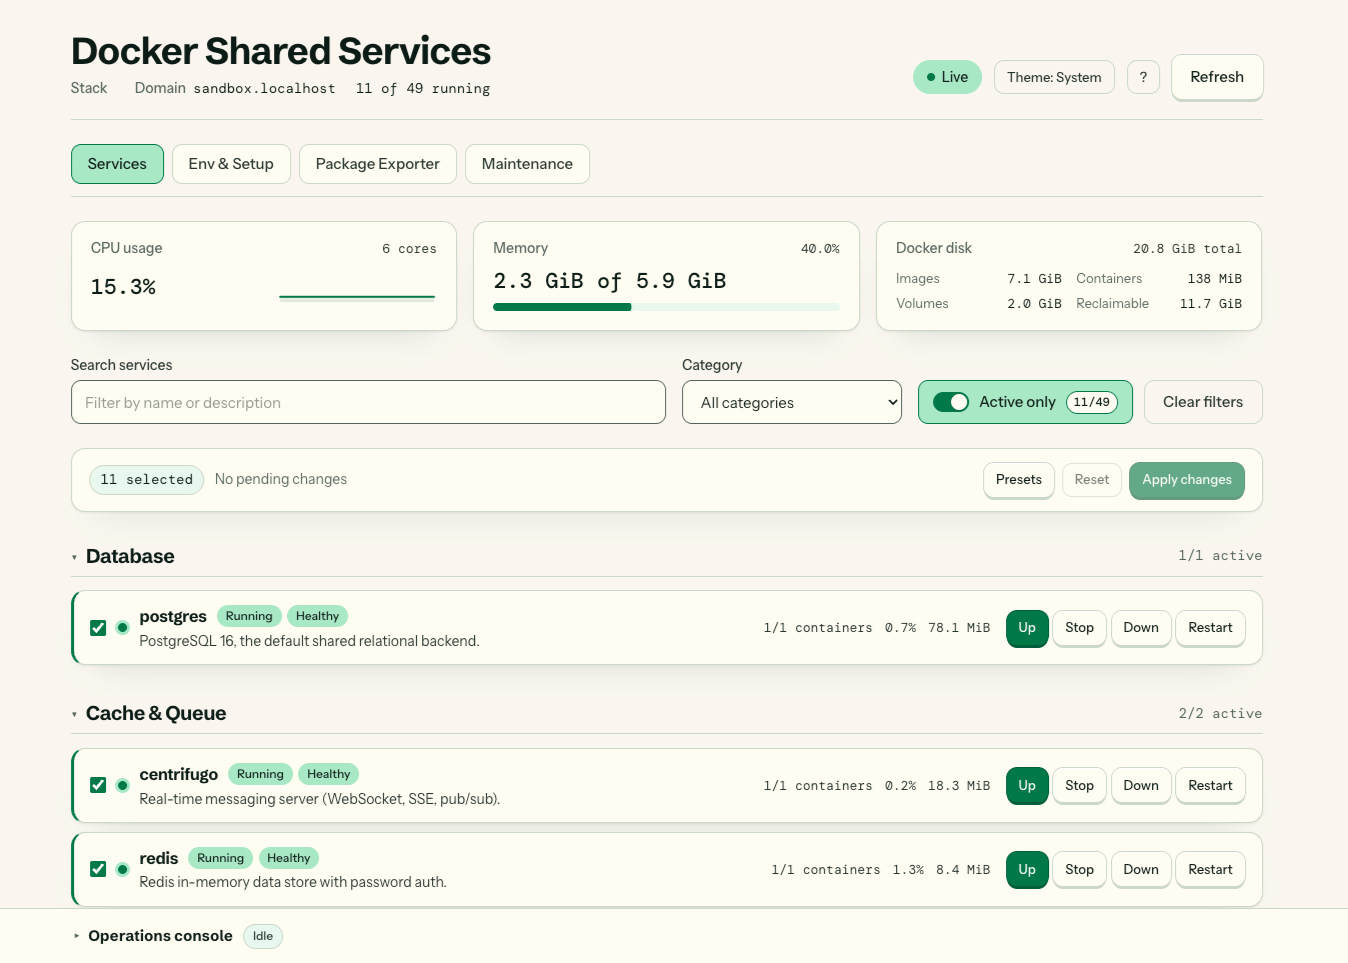 Docker Shared Services
Stack Domain sandbox.localhost 11 of 49 running
Live
Theme: System
?
Refresh
Services
Env & Setup
Package Exporter
Maintenance
CPU usage 6 cores
15.3%
Memory 40.0%
2.3 GiB of 5.9 GiB
Docker disk 20.8 GiB total
Images 7.1 GiB Containers 138 MiB
Volumes 2.0 GiB Reclaimable 11.7 GiB
Search services
Filter by name or description
Category
All categories
Active only 11/49
Clear filters
11 selected No pending changes
Presets
Reset
Apply changes
Database 1/1 active
postgres Running Healthy
PostgreSQL 16, the default shared relational backend.
1/1 containers 0.7% 78.1 MiB
Up Stop Down Restart
Cache & Queue 2/2 active
centrifugo Running Healthy
Real-time messaging server (WebSocket, SSE, pub/sub).
1/1 containers 0.2% 18.3 MiB
Up Stop Down Restart
redis Running Healthy
Redis in-memory data store with password auth.
1/1 containers 1.3% 8.4 MiB
Up Stop Down Restart
Operations console Idle